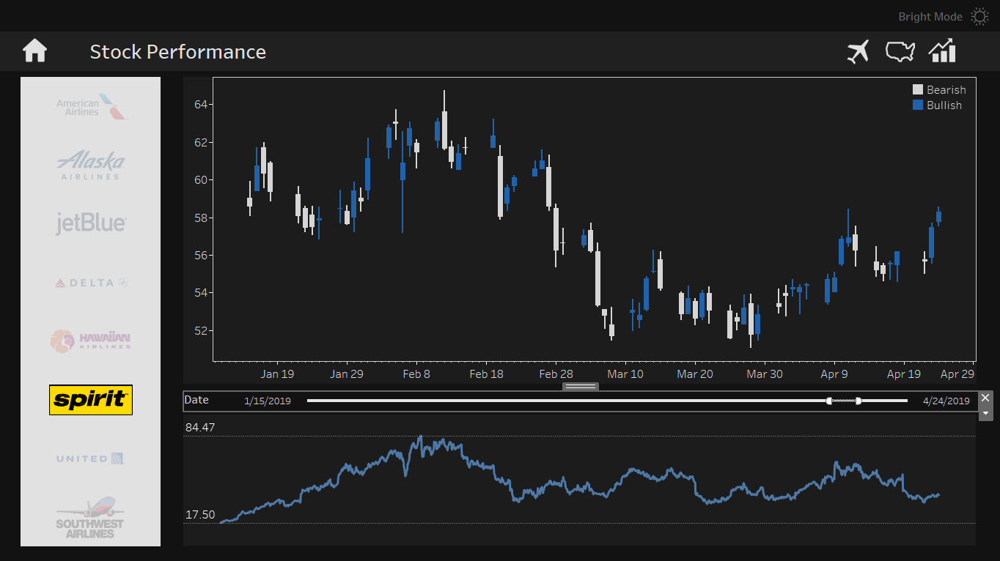 Bright Mode
Stock Performance
American
Airlines
Alaska
AIRLINES
jetBlue
DELTA
HAWAIIAN
AIRLINES
spirit
UNITED
SOUTHWEST
AIRLINES
Bearish
Bullish
64
62
60
58
56
54
52
Jan 19
Jan 29
Feb 8
Feb 18
Feb 28
Mar 10
Mar 20
Mar 30
Apr 9
Apr 19
Apr 29
Date
1/15/2019
4/24/2019
84.47
17.50